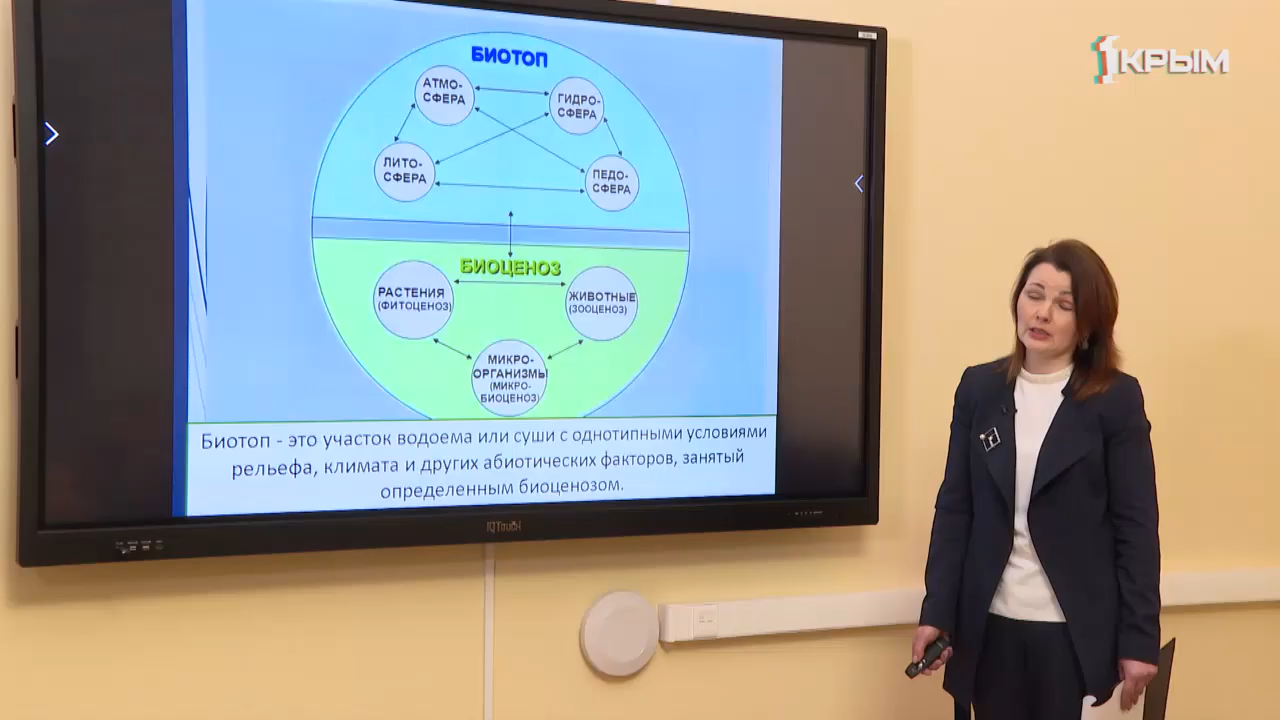 1КРЫМ
БИОТОП
АТМО-
СФЕРА
ГИДРО-
СФЕРА
ЛИТО-
СФЕРА
ПЕДО-
СФЕРА
БИОЦЕНОЗ
РАСТЕНИЯ
(ФИТОЦЕНОЗ)
ЖИВОТНЫЕ
(ЗООЦЕНОЗ)
МИКРО-
ОРГАНИЗМЫ
(МИКРО-
БИОЦЕНОЗ)
Биотоп - это участок водоема или суши с однотипными условиями
рельефа, климата и других абиотических факторов, занятый
определенным биоценозом.
IQTouch